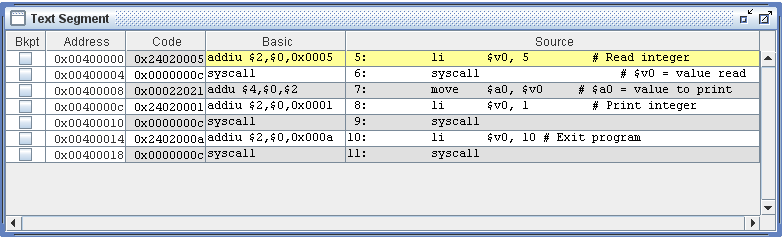 Text Segment
Bkpt Address Code Basic Source
0x00400000 0x24020005 addiu $2,$0,0x0005 5: li $v0, 5 # Read integer
0x00400004 0x0000000c syscall 6: syscall # $v0 = value read
0x00400008 0x00022021 addu $4,$0,$2 7: move $a0, $v0 # $a0 = value to print
0x0040000c 0x24020001 addiu $2,$0,0x0001 8: li $v0, 1 # Print integer
0x00400010 0x0000000c syscall 9: syscall
0x00400014 0x2402000a addiu $2,$0,0x000a 10: li $v0, 10 # Exit program
0x00400018 0x0000000c syscall 11: syscall